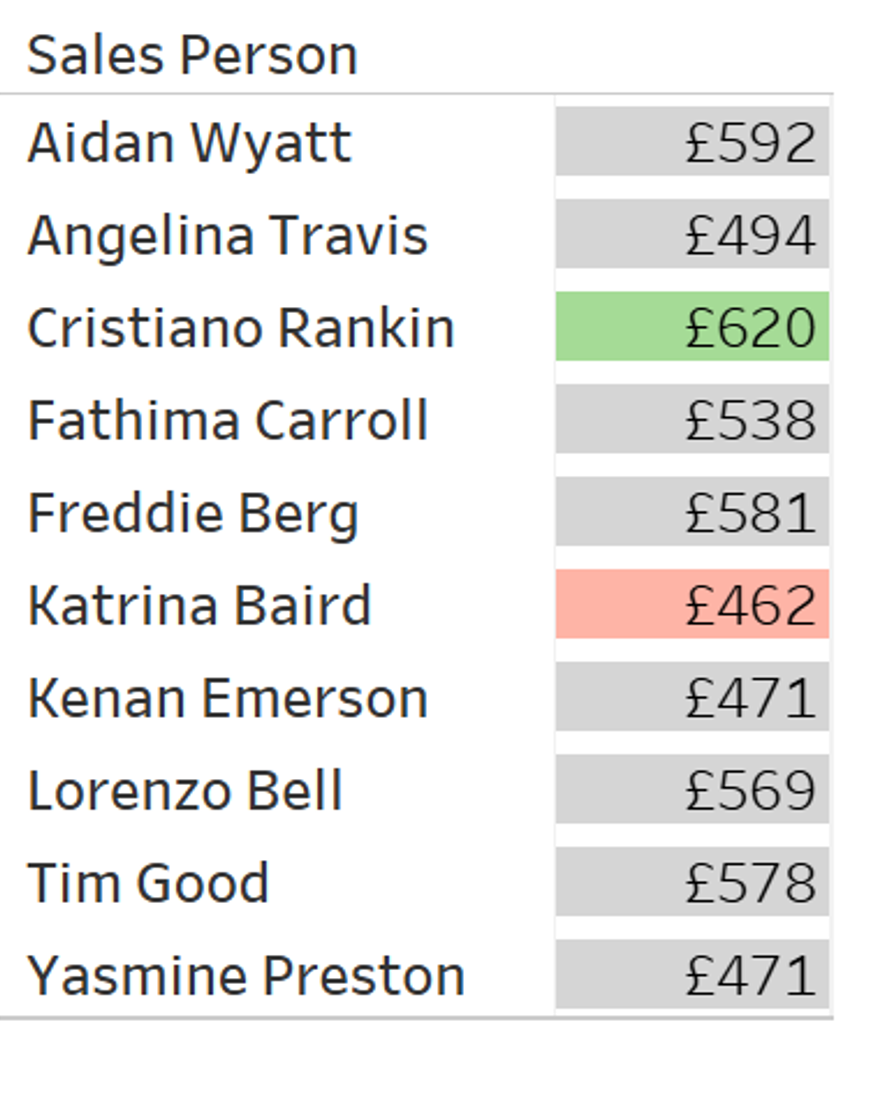 Sales Person
Aidan Wyatt £592
Angelina Travis £494
Cristiano Rankin £620
Fathima Carroll £538
Freddie Berg £581
Katrina Baird £462
Kenan Emerson £471
Lorenzo Bell £569
Tim Good £578
Yasmine Preston £471